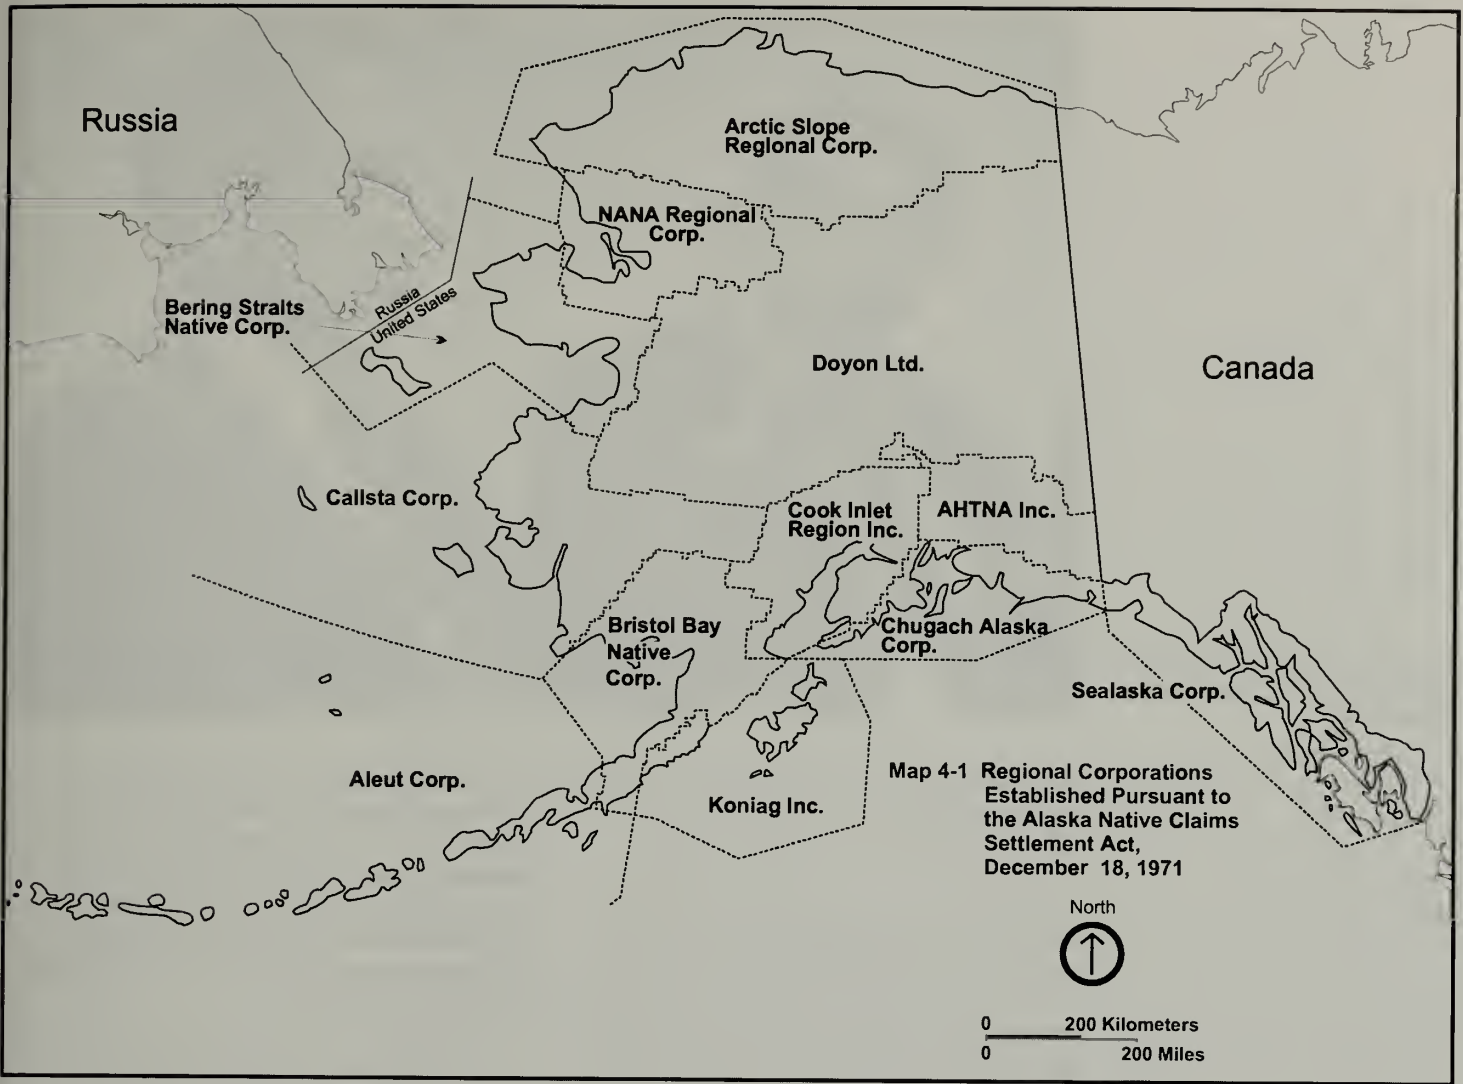 Russia
Arctic Slope
Regional Corp.
NANA Regional
Corp.
Bering Straits
Native Corp.
Russia
United States
Doyon Ltd.
Canada
Calista Corp.
Cook Inlet
Region Inc.
AHTNA Inc.
Bristol Bay
Native
Corp.
Chugach Alaska
Corp.
Sealaska Corp.
Aleut Corp.
Koniag Inc.
Map 4-1 Regional Corporations
Established Pursuant to
the Alaska Native Claims
Settlement Act,
December 18, 1971
North
0 200 Kilometers
0 200 Miles